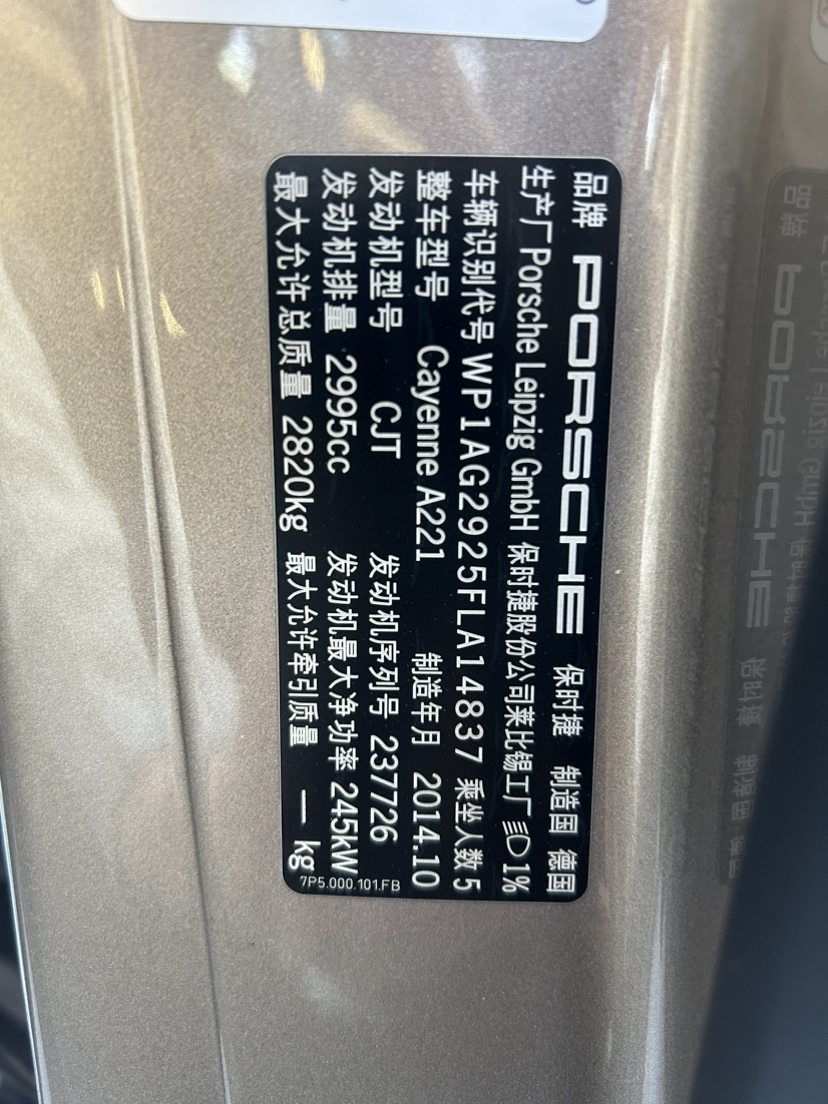 品牌 PORSCHE 保时捷 制造国 德国
生产厂 Porsche Leipzig GmbH 保时捷股份公司莱比锡工厂 1%
车辆识别代号 WP1AG2925FLA14837 乘坐人数 5
整车型号 Cayenne A221 制造年月 2014.10
发动机型号 CJT 发动机序列号 237726
发动机排量 2995cc 发动机最大净功率 245kW
最大允许总质量 2820kg 最大允许牵引质量 — kg
7P5.000.101.FB